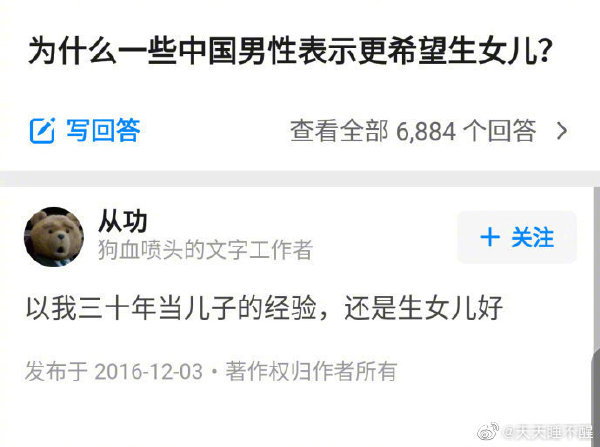 为什么一些中国男性表示更希望生女儿？
写回答
查看全部 6,884 个回答
从功
狗血喷头的文字工作者
关注
以我三十年当儿子的经验，还是生女儿好
发布于 2016-12-03・著作权归作者所有
@天天睡不醒